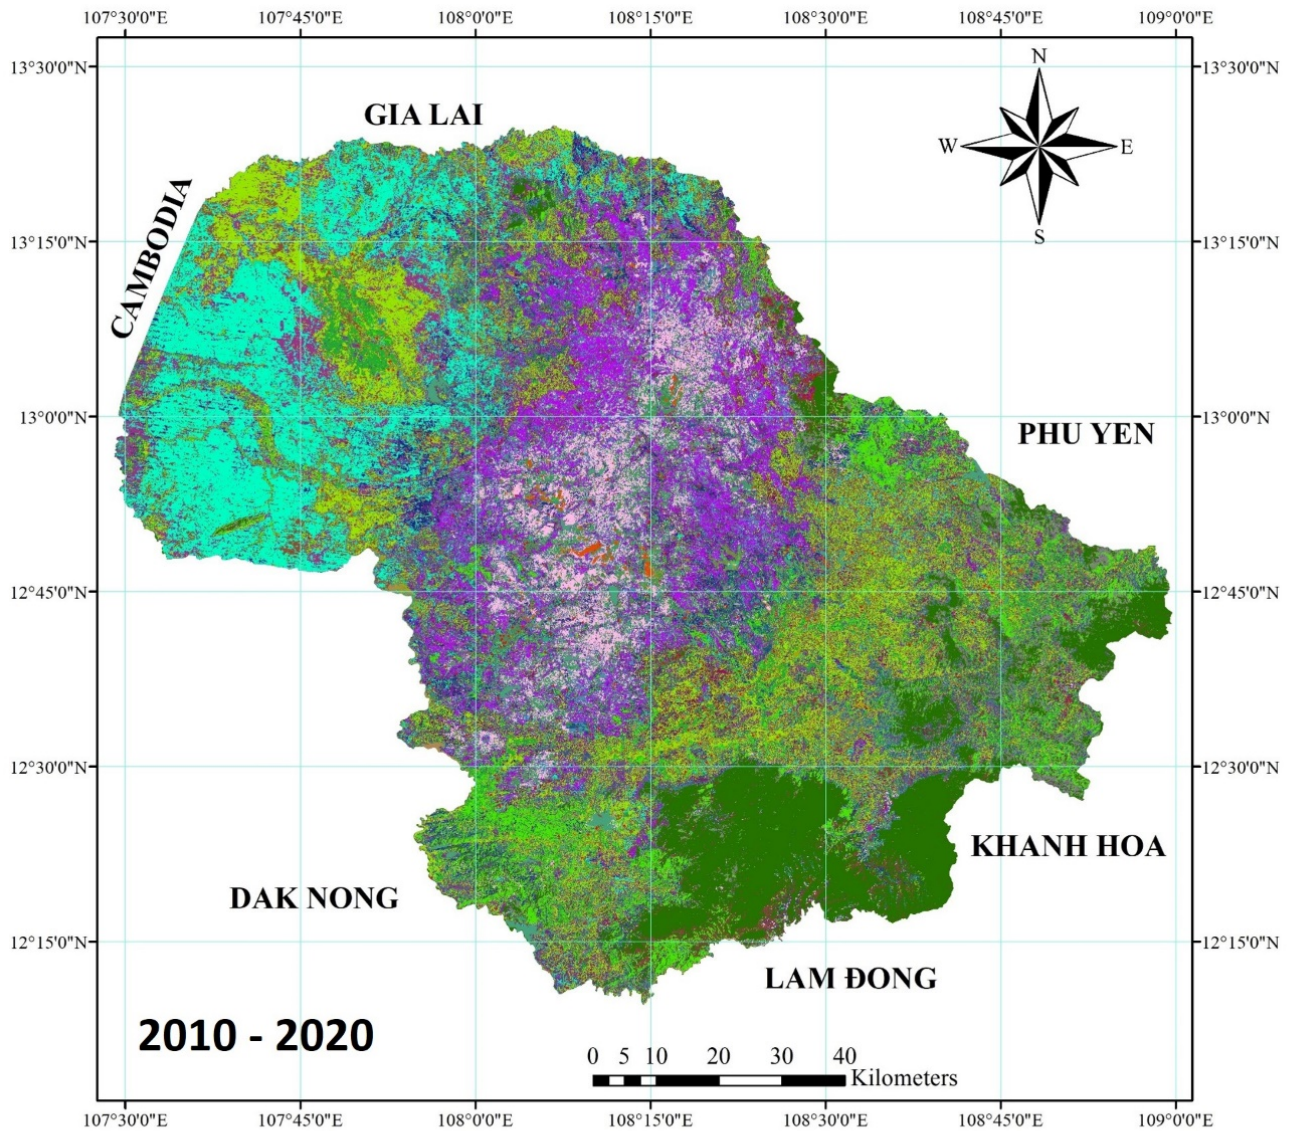 107°30'0"E 107°45'0"E 108°0'0"E 108°15'0"E 108°30'0"E 108°45'0"E 109°0'0"E
13°30'0"N 13°30'0"N
N
GIA LAI
W E
CAMBODIA
S
13°15'0"N 13°15'0"N
13°0'0"N 13°0'0"N
PHU YEN
12°45'0"N 12°45'0"N
12°30'0"N 12°30'0"N
KHANH HOA
DAK NONG
12°15'0"N 12°15'0"N
LAM ĐONG
2010 - 2020
0 5 10 20 30 40
Kilometers
107°30'0"E 107°45'0"E 108°0'0"E 108°15'0"E 108°30'0"E 108°45'0"E 109°0'0"E